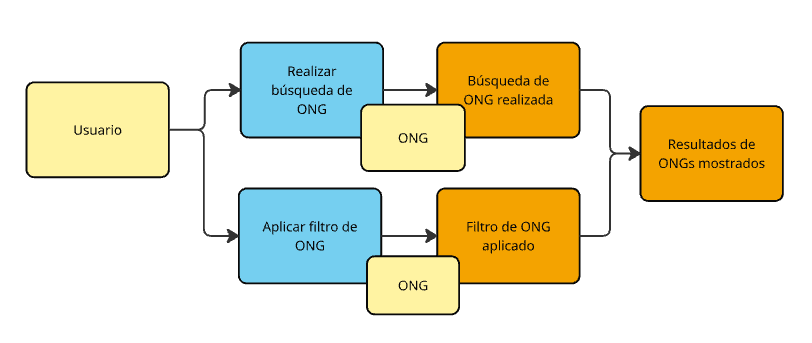 Usuario
Realizar
búsqueda de
ONG
Búsqueda de
ONG realizada
ONG
Aplicar filtro de
ONG
Filtro de ONG
aplicado
ONG
Resultados de
ONGs mostrados